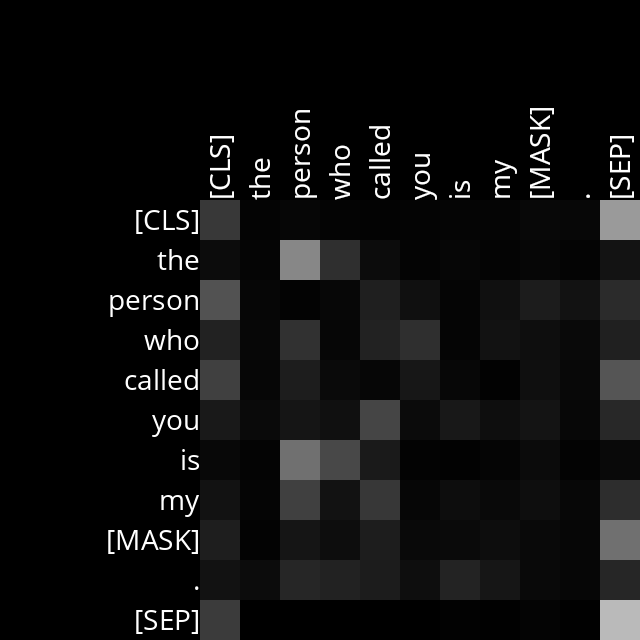 [CLS] the person who called you is my [MASK] . [SEP]
[CLS]
the
person
who
called
you
is
my
[MASK]
.
[SEP]